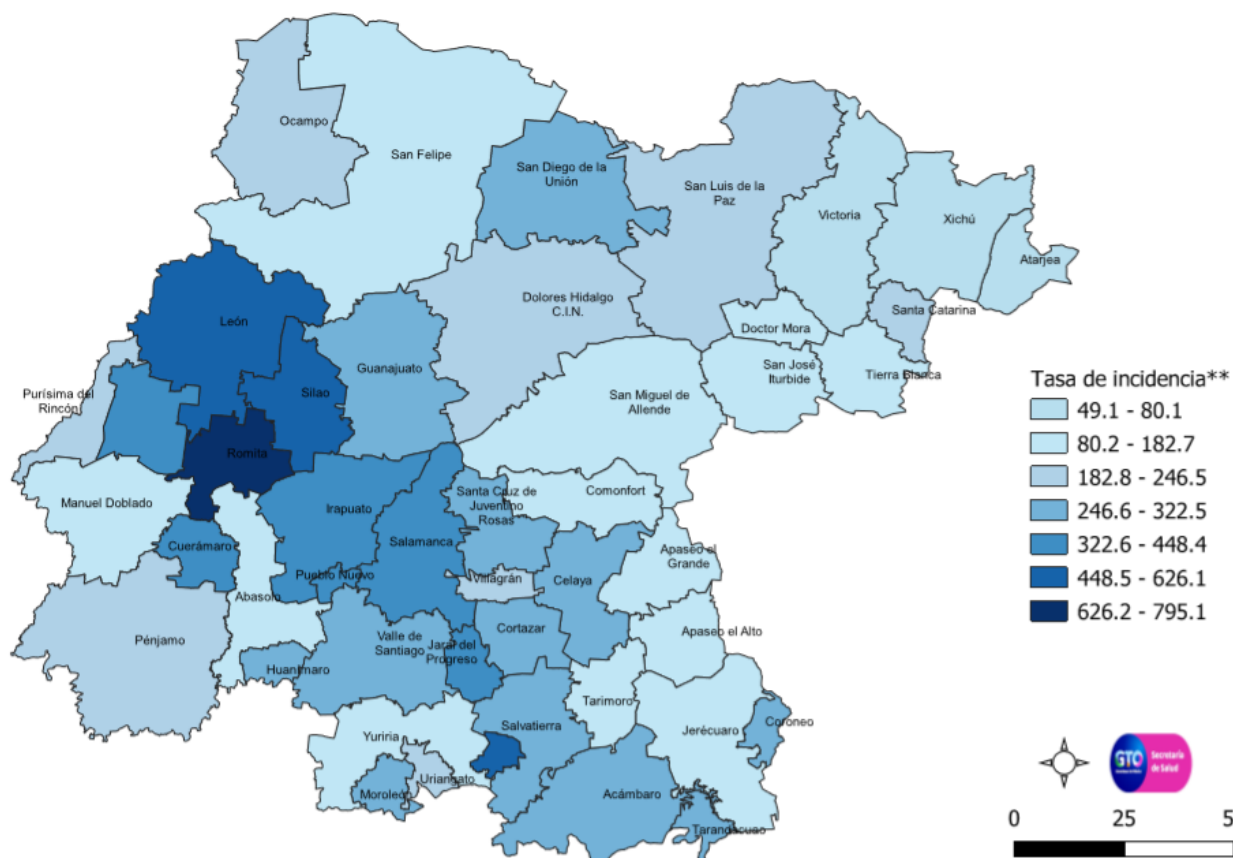 Ocampo
San Felipe
San Diego de la
Unión
San Luis de la
Paz
Victoria
Xichú
Atarjea
León
Dolores Hidalgo
C.I.N.
Santa Catarina
Doctor Mora
Guanajuato
San José
Iturbide
Tierra Blanca
Purísima del
Rincón
Silao
San Miguel de
Allende
Romita
Manuel Doblado
Irapuato
Santa Cruz de
Juventino
Rosas
Comonfort
Cuerámaro
Salamanca
Apaseo el
Grande
Pueblo Nuevo
Villagrán
Celaya
Abasolo
Pénjamo
Valle de
Santiago
Jaral del
Progreso
Cortazar
Apaseo el Alto
Huanímaro
Tarimoro
Yuriria
Salvatierra
Jerécuaro
Coroneo
Uriangato
Moroleón
Acámbaro
Tarandacuao
Tasa de incidencia**
49.1 - 80.1
80.2 - 182.7
182.8 - 246.5
246.6 - 322.5
322.6 - 448.4
448.5 - 626.1
626.2 - 795.1
GTO
Secretaría
de Salud
0 25 5